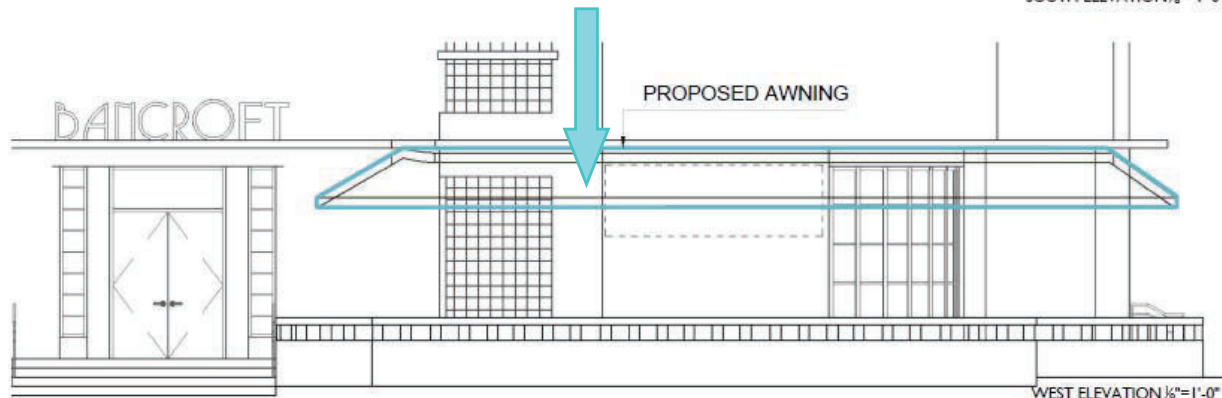 BANCROFT
PROPOSED AWNING
WEST ELEVATION ⅛"=1'-0"